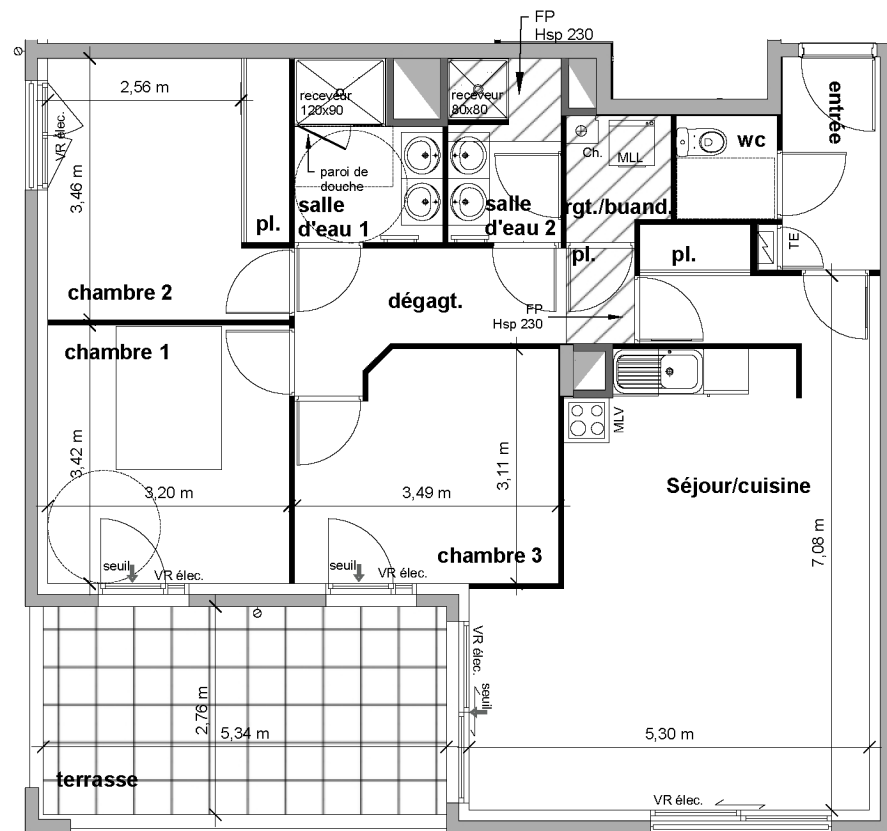 FP
Hsp 230
2,56 m
receveur
120x90
receveur
80x80
entrée
VR élec.
Ch.
MLL
wc
paroi de
douche
3,46 m
pl.
salle
d'eau 1
salle
d'eau 2
rgt./buand.
pl.
pl.
TE
chambre 2
dégagt.
FP
Hsp 230
chambre 1
MLV
3,42 m
3,20 m
3,49 m
3,11 m
Séjour/cuisine
7,08 m
chambre 3
seuil
VR élec.
seuil
VR élec.
VR élec.
seuil
2,76 m
5,34 m
5,30 m
terrasse
VR élec.